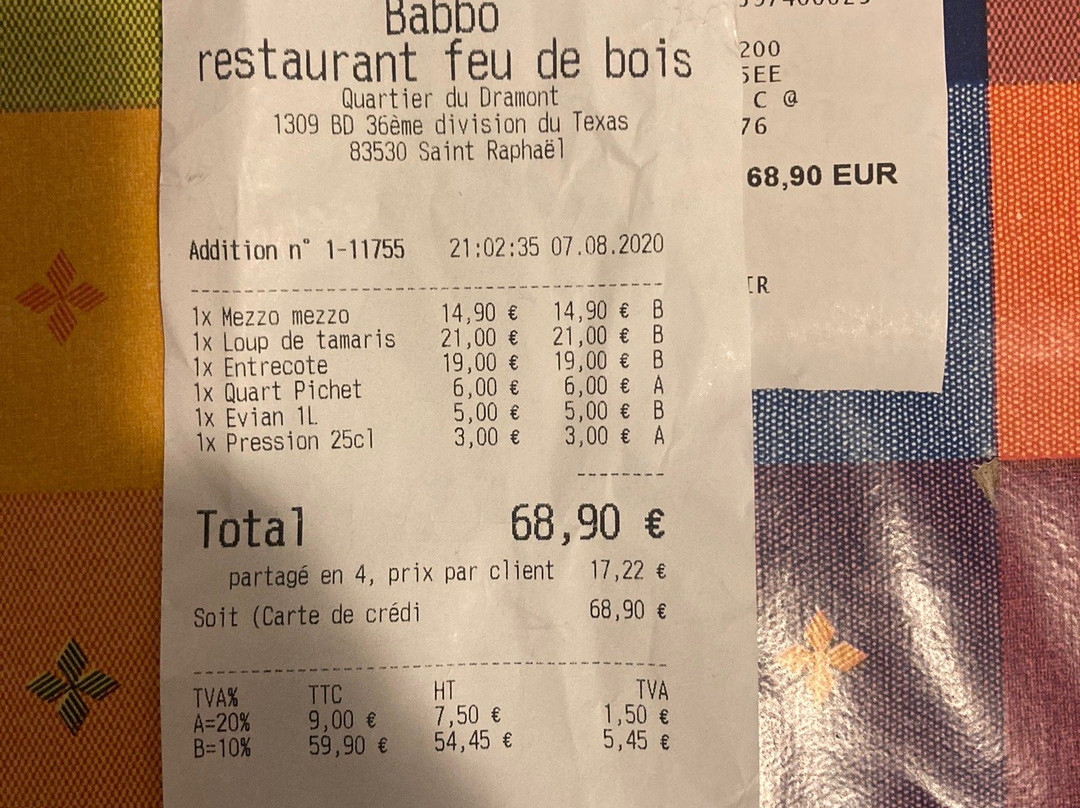 Babbo
restaurant feu de bois
Quartier du Dramont
1309 BD 36ème division du Texas
83530 Saint Raphaël
Addition n° 1-11755 21:02:35 07.08.2020
1x Mezzo mezzo 14,90 € 14,90 € B
1x Loup de tamaris 21,00 € 21,00 € B
1x Entrecote 19,00 € 19,00 € B
1x Quart Pichet 6,00 € 6,00 € A
1x Evian 1L 5,00 € 5,00 € B
1x Pression 25cl 3,00 € 3,00 € A
Total 68,90 €
partagé en 4, prix par client 17,22 €
Soit (Carte de crédi 68,90 €
TVA% TTC HT TVA
A=20% 9,00 € 7,50 € 1,50 €
B=10% 59,90 € 54,45 € 5,45 €
200
5EE
C @
76
68,90 EUR